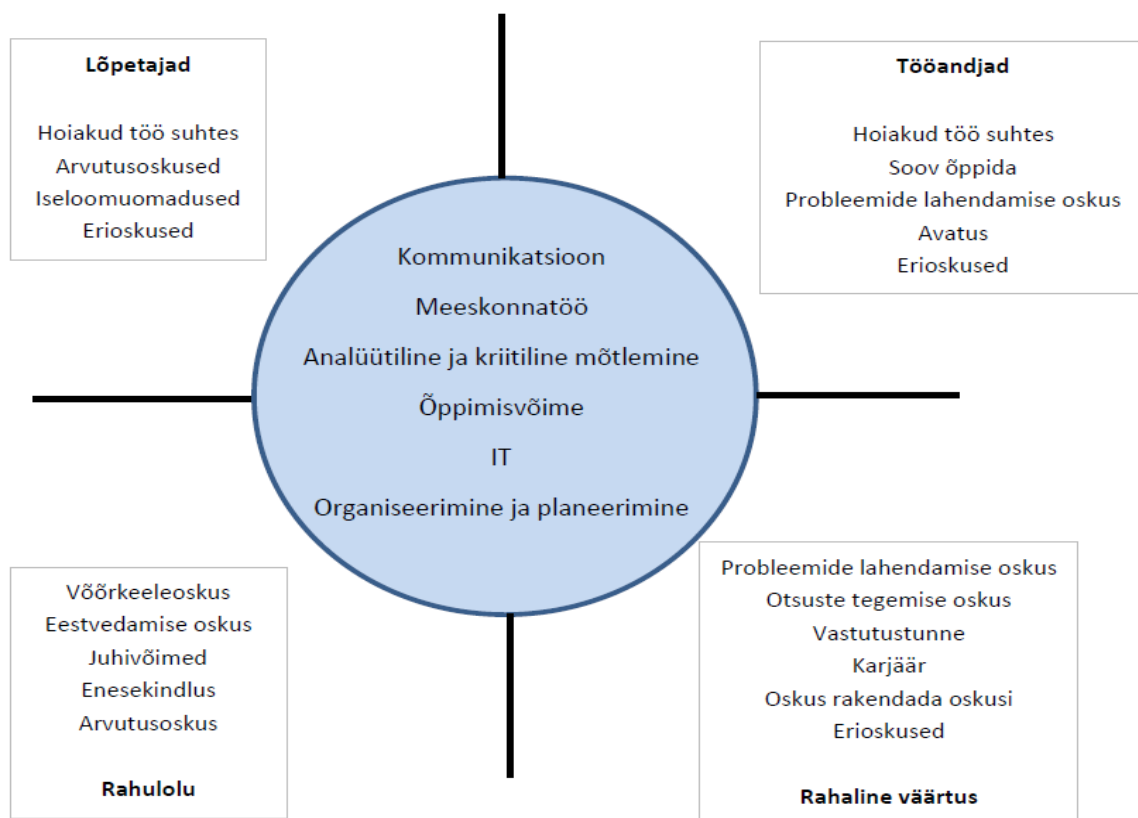 Lõpetajad
Hoiakud töö suhtes
Arvutusoskused
Iseloomuomadused
Erioskused
Tööandjad
Hoiakud töö suhtes
Soov õppida
Probleemide lahendamise oskus
Avatus
Erioskused
Kommunikatsioon
Meeskonnatöö
Analüütiline ja kriitiline mõtlemine
Õppimisvõime
IT
Organiseerimine ja planeerimine
Võõrkeeleoskus
Eestvedamise oskus
Juhivõimed
Enesekindlus
Arvutusoskus
Rahulolu
Probleemide lahendamise oskus
Otsuste tegemise oskus
Vastutustunne
Karjäär
Oskus rakendada oskusi
Erioskused
Rahaline väärtus